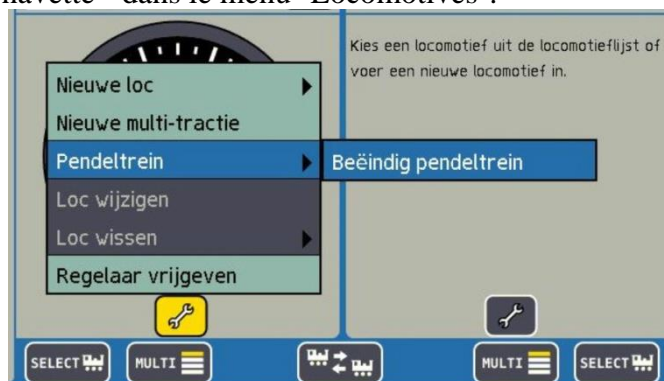 navette" dans le menu "Locomotives".
Kies een locomotief uit de locomotieflijst of
voer een nieuwe locomotief in.
Nieuwe loc
Nieuwe multi-tractie
Pendeltrein
Beëindig pendeltrein
Loc wijzigen
Loc wissen
Regelaar vrijgeven
SELECT
MULTI
MULTI
SELECT